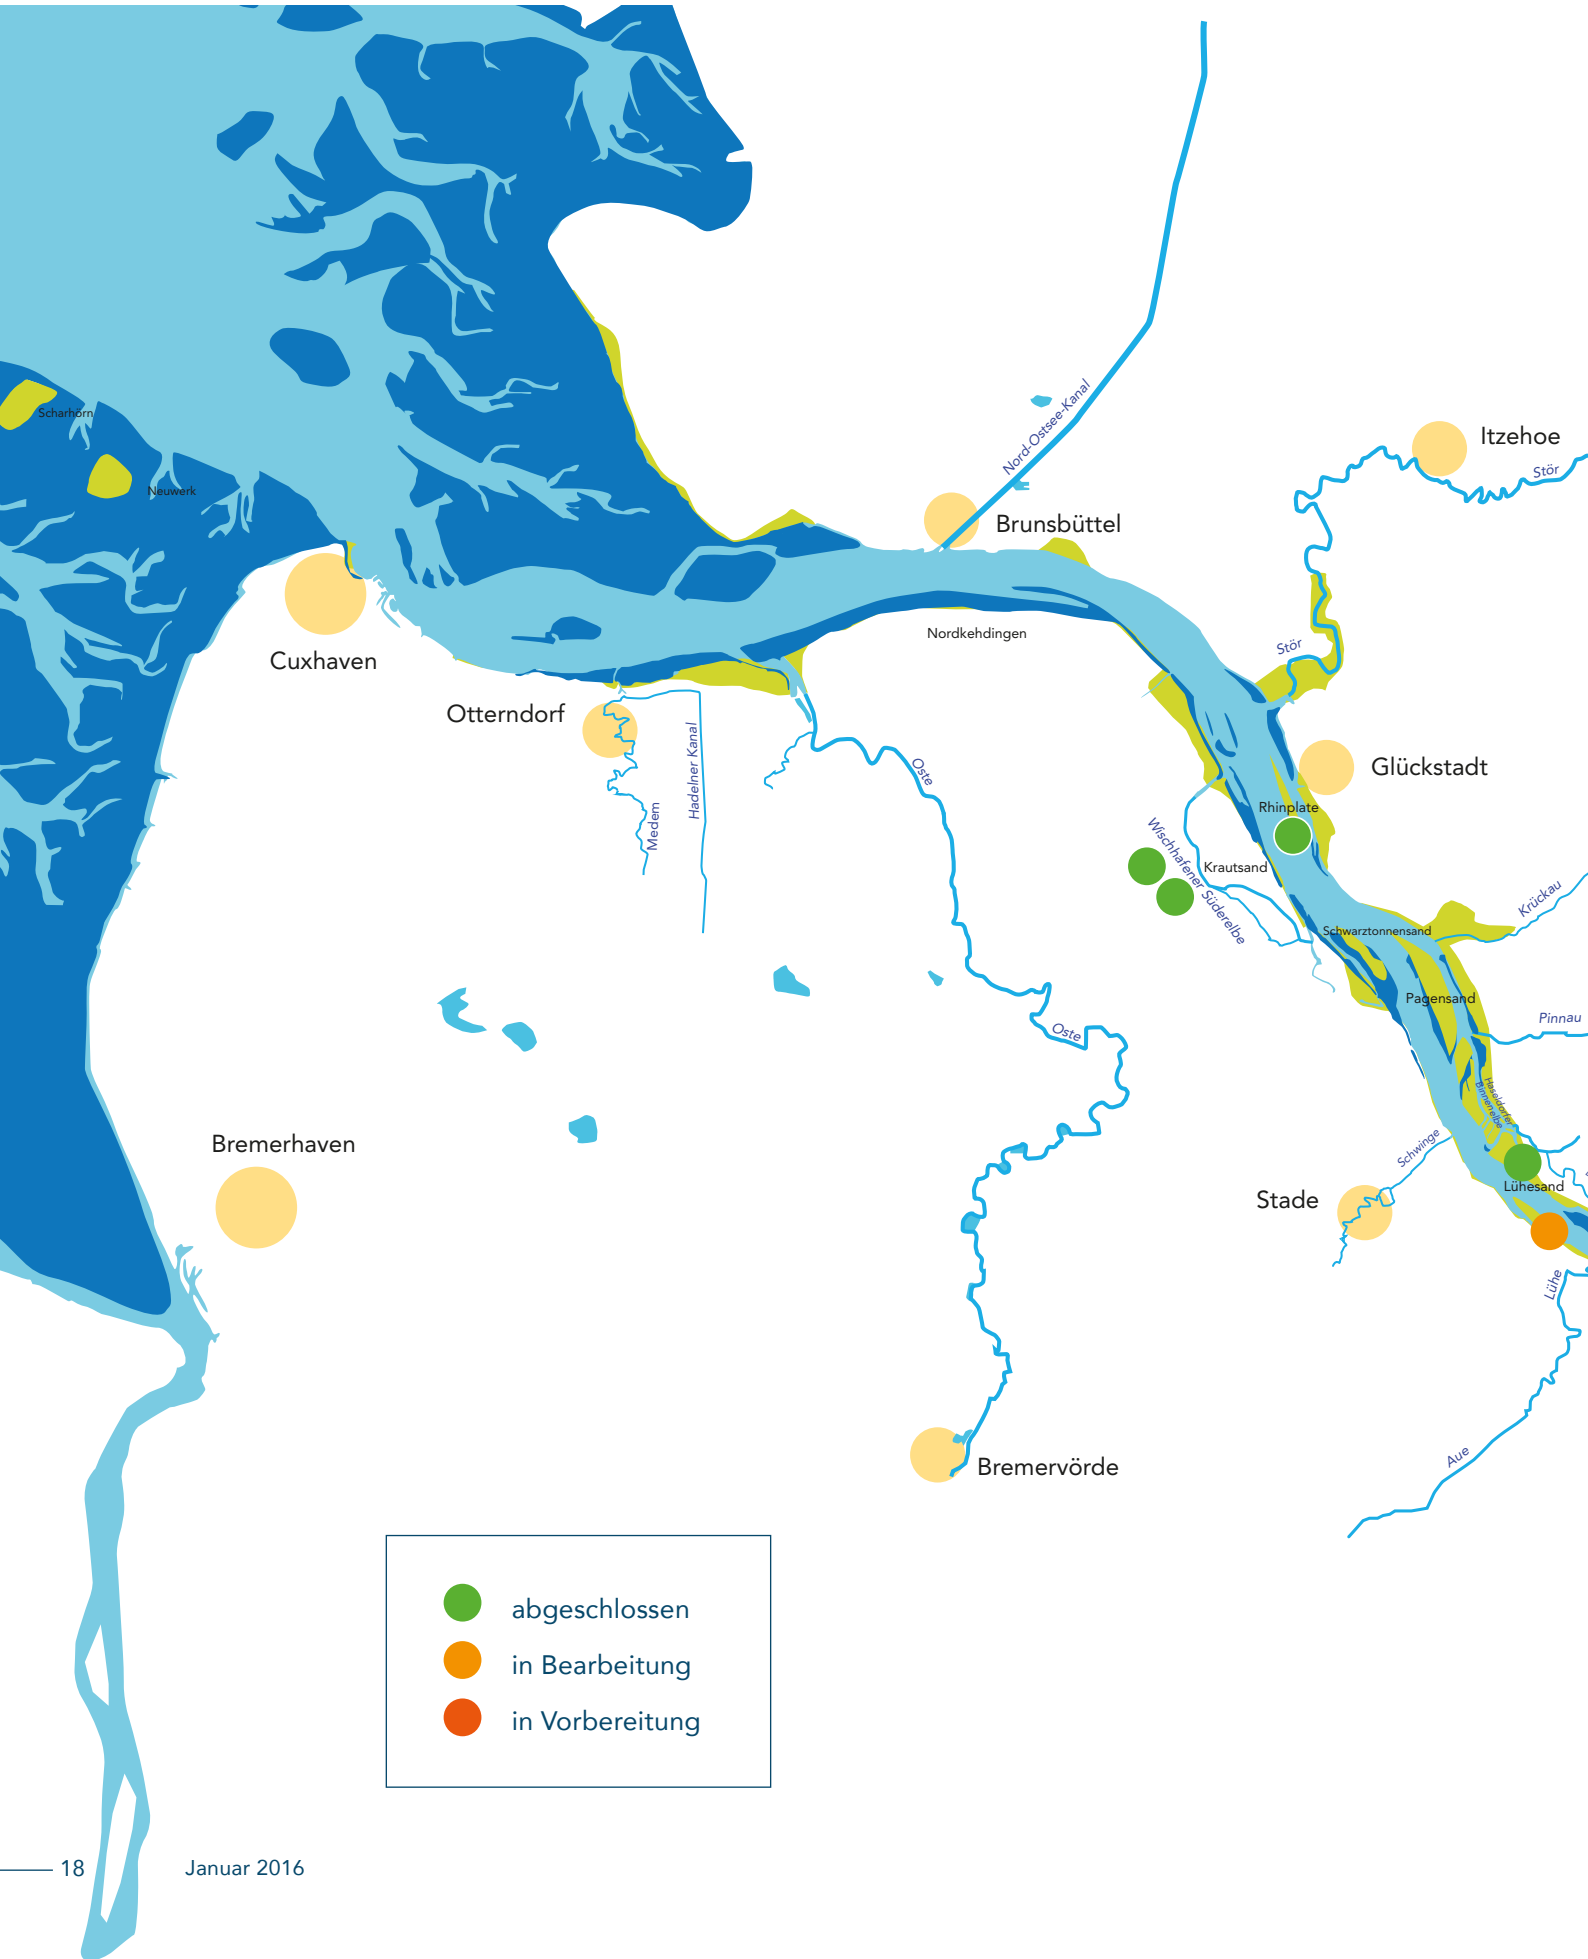 Itzehoe
Stör
Nord-Ostsee-Kanal
Scharhörn
Neuwerk
Brunsbüttel
Nordkehdingen
Cuxhaven
Stör
Otterndorf
Hadelner Kanal
Medem
Oste
Glückstadt
Rhinplate
Wischhafener Süderelbe
Krautsand
Krückau
Schwarztonnensand
Pagensand
Pinnau
Oste
Haseldorfer
Binnenelbe
Bremerhaven
Schwinge
Stade
Lühesand
Lühe
Aue
Bremervörde
abgeschlossen
in Bearbeitung
in Vorbereitung
18
Januar 2016